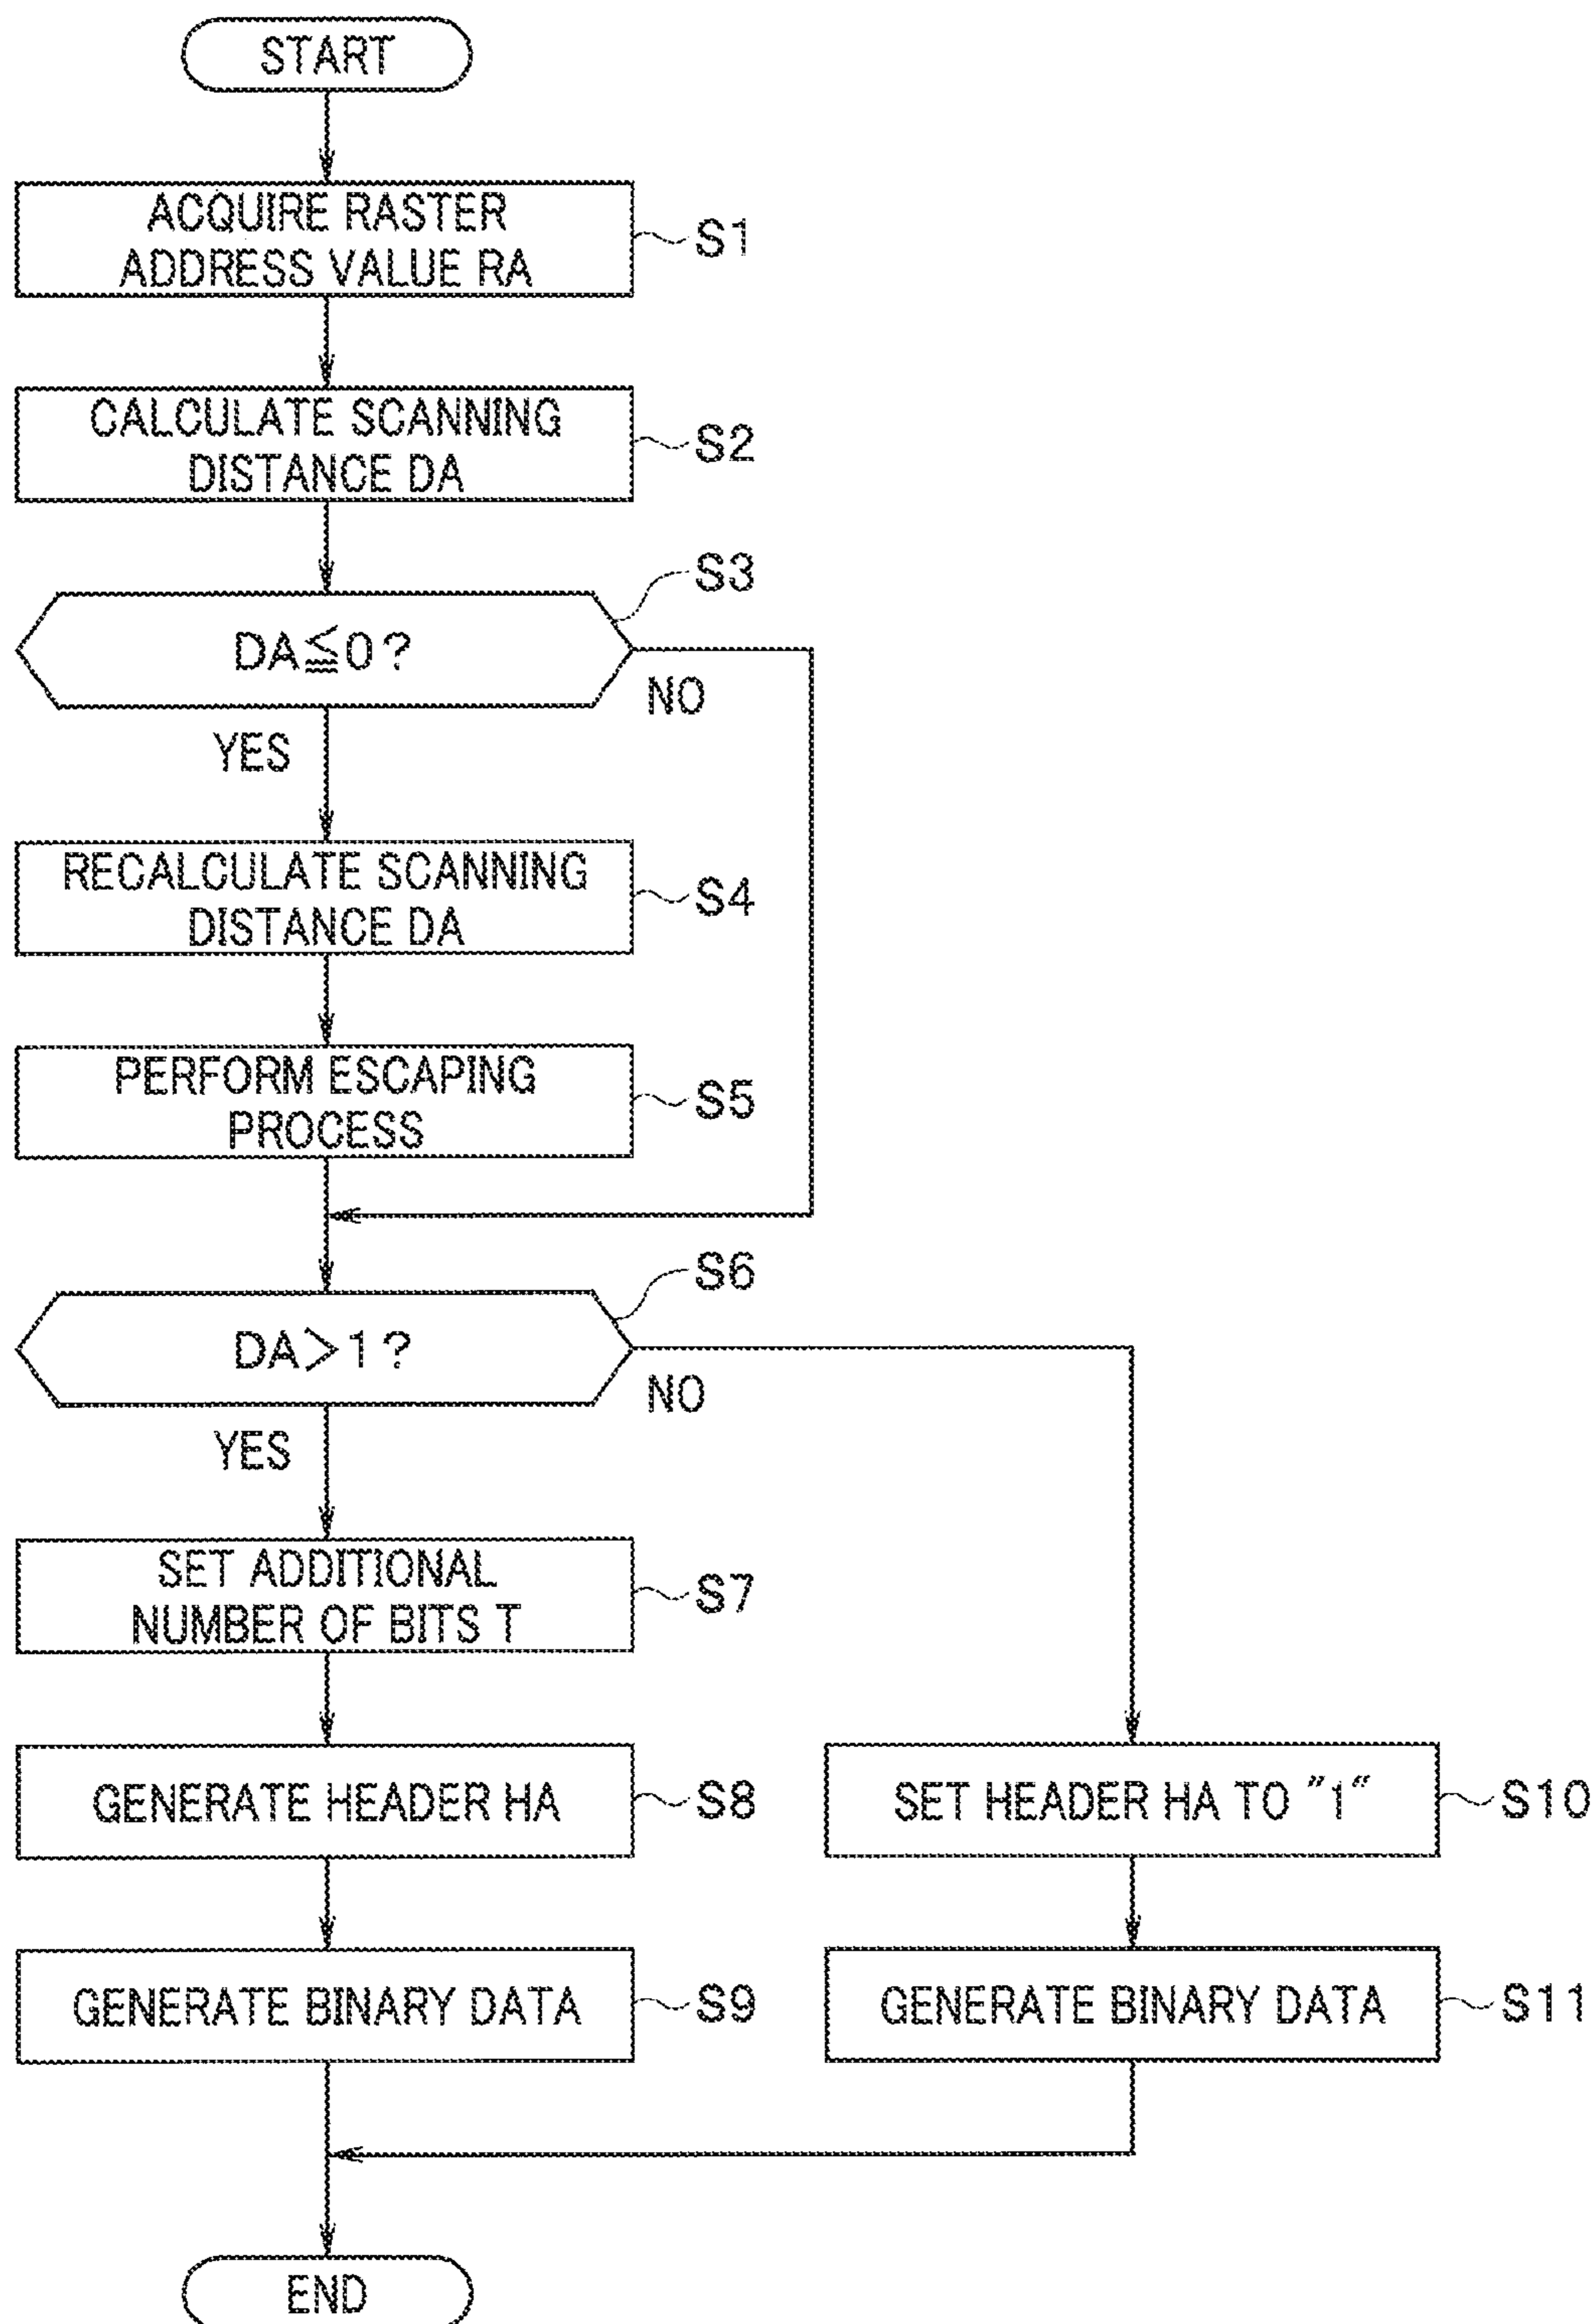 START
ACQUIRE RASTER
ADDRESS VALUE RA
S1
CALCULATE SCANNING
DISTANCE DA
S2
S3
DA≦0?
NO
YES
RECALCULATE SCANNING
DISTANCE DA
S4
PERFORM ESCAPING
PROCESS
S5
S6
DA>1?
NO
YES
SET ADDITIONAL
NUMBER OF BITS T
S7
GENERATE HEADER HA
S8
SET HEADER HA TO "1"
S10
GENERATE BINARY DATA
S9
GENERATE BINARY DATA
S11
END